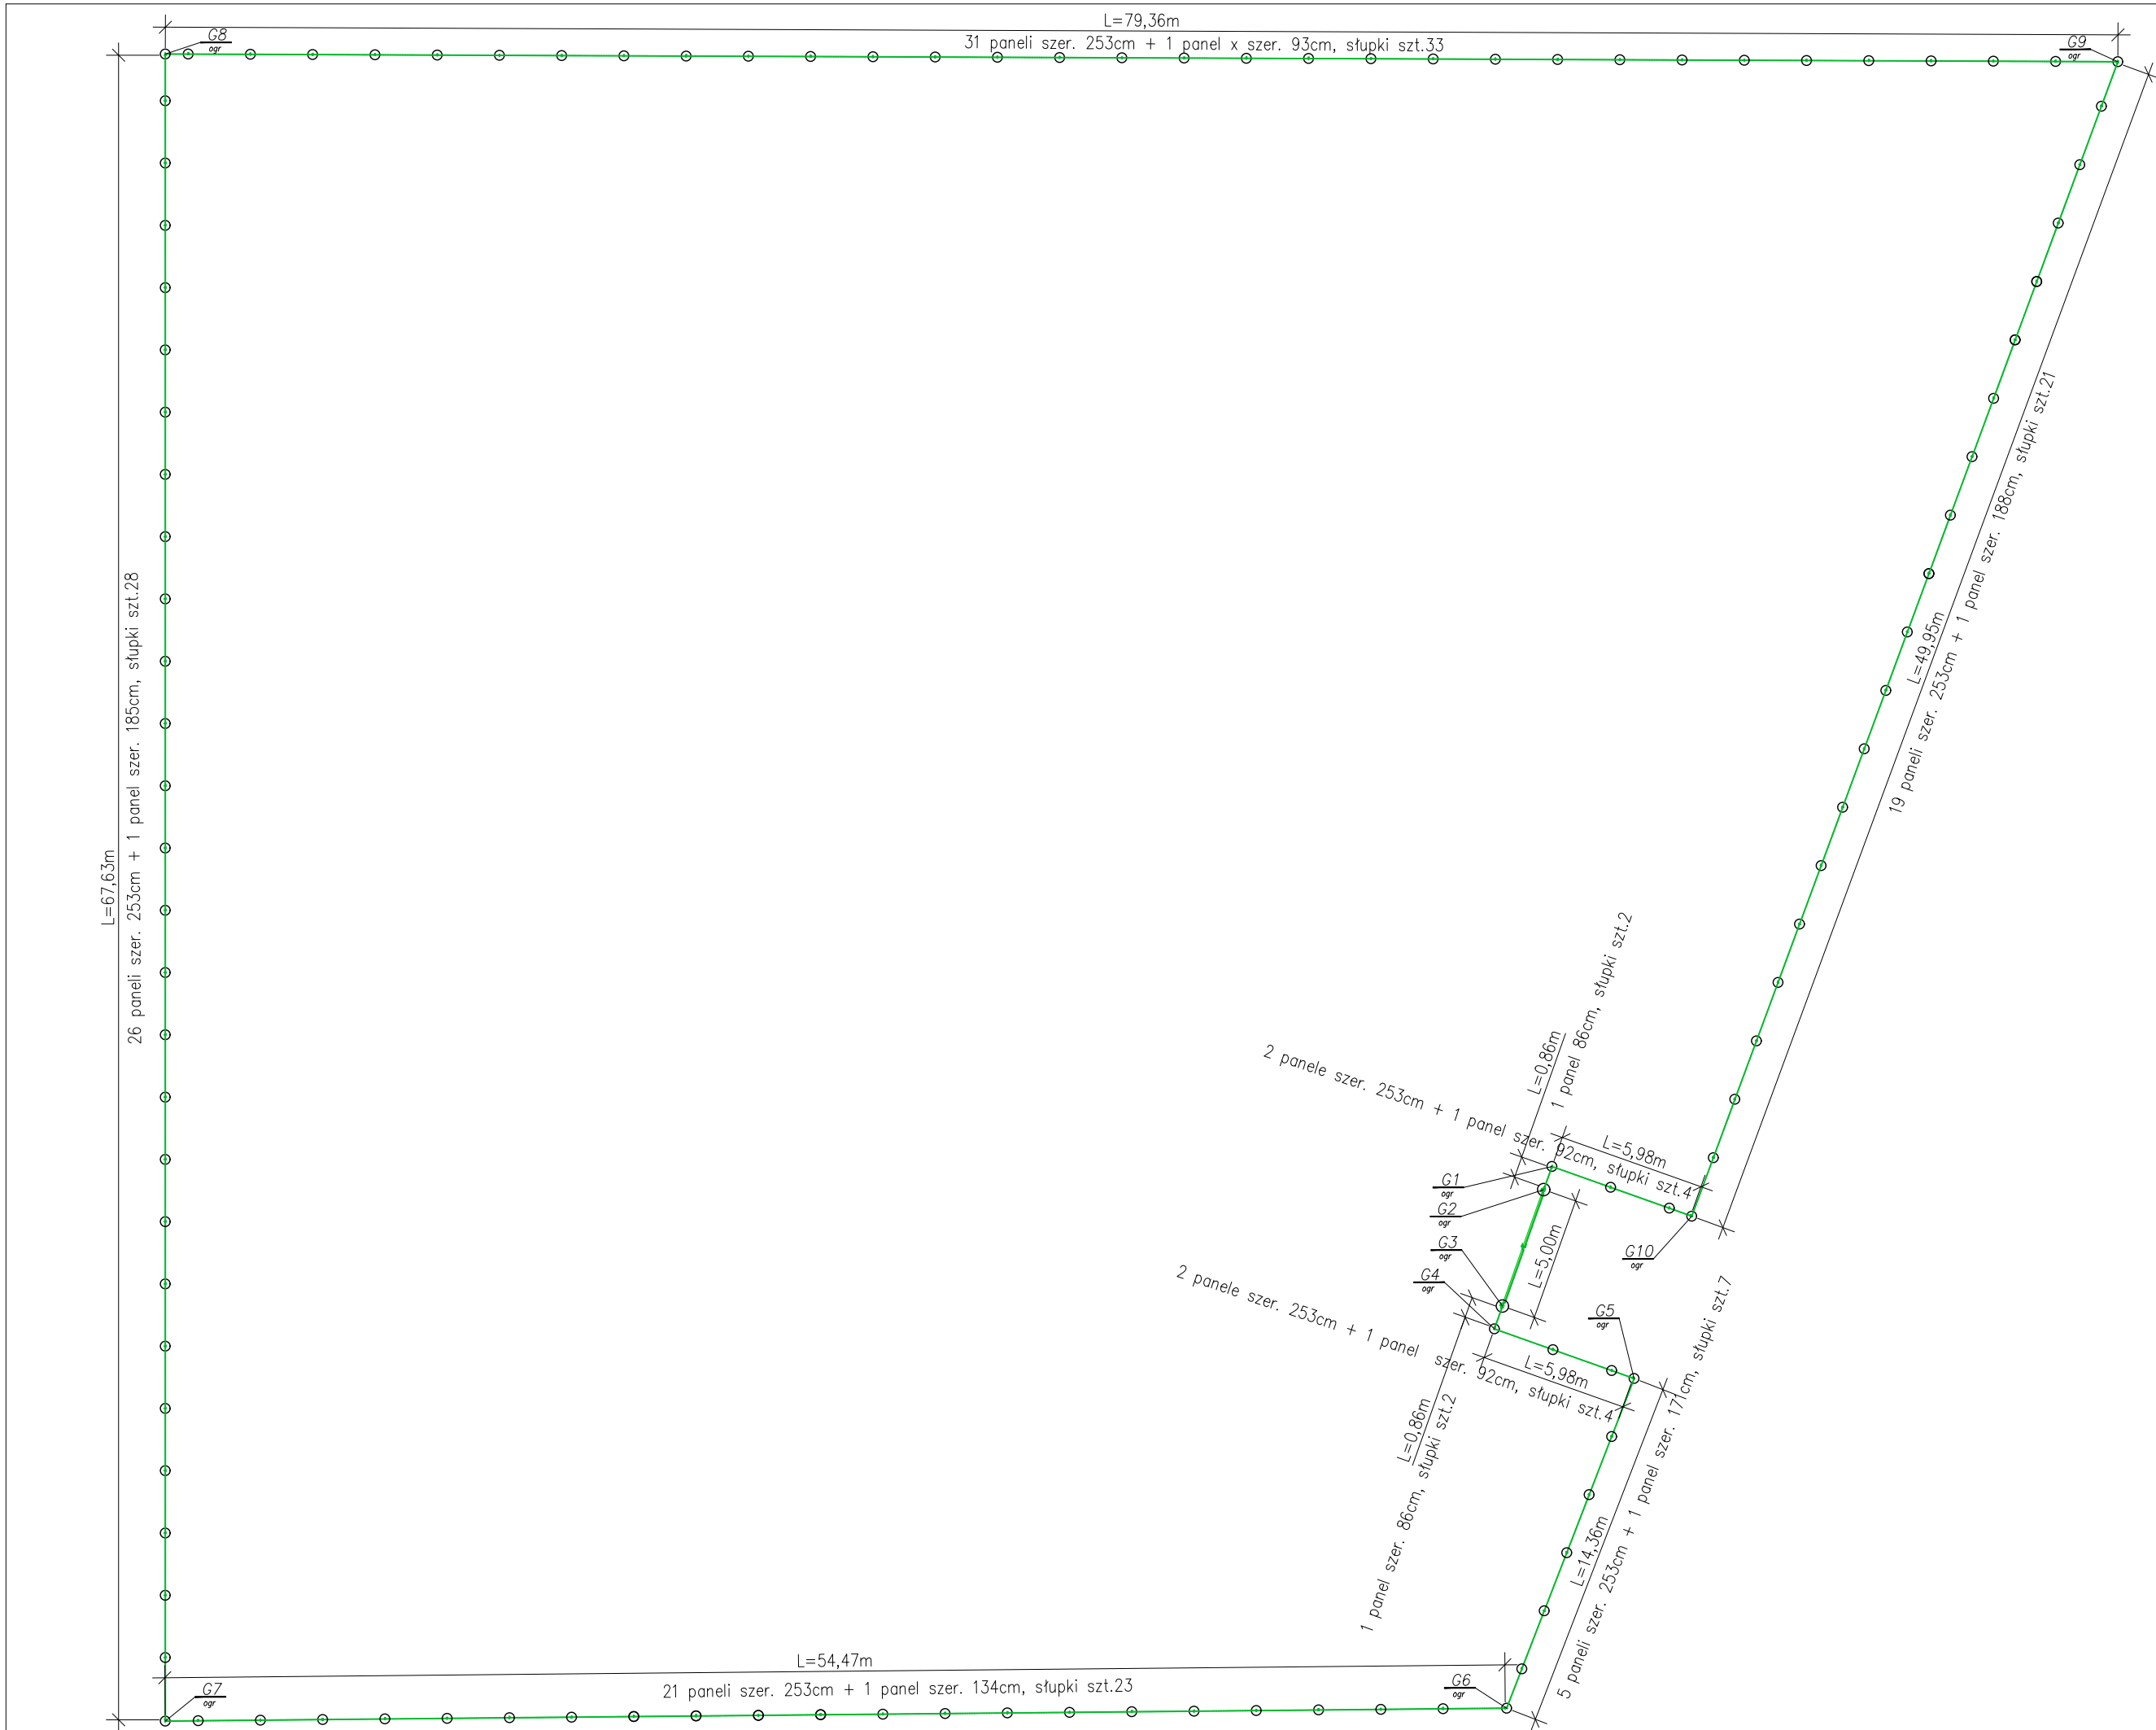 L=79,36m
G8
ogr
31 paneli szer. 253cm + 1 panel x szer. 93cm, słupki szt.33
G9
ogr
L=67,63m
26 paneli szer. 253cm + 1 panel szer. 185cm, słupki szt.28
L=49,95m
19 paneli szer. 253cm + 1 panel szer. 188cm, słupki szt.21
L=0,86m
1 panel 86cm, słupki szt.2
2 panele szer. 253cm + 1 panel szer. 92cm, słupki szt.4
L=5,98m
G1
ogr
G2
ogr
G3
ogr
G4
ogr
L=5,00m
G10
ogr
G5
ogr
2 panele szer. 253cm + 1 panel szer. 92cm, słupki szt.4
L=5,98m
L=0,86m
1 panel szer. 86cm, słupki szt.2
L=14,36m
5 paneli szer. 253cm + 1 panel szer. 171cm, słupki szt.7
L=54,47m
21 paneli szer. 253cm + 1 panel szer. 134cm, słupki szt.23
G7
ogr
G6
ogr